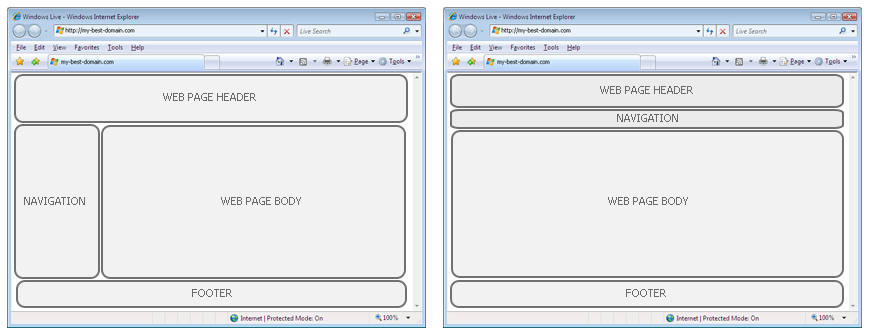 Windows Live - Windows Internet Explorer
http://my-best-domain.com
Live Search
File Edit View Favorites Tools Help
my-best-domain.com
Page Tools
WEB PAGE HEADER
NAVIGATION
WEB PAGE BODY
FOOTER
Internet | Protected Mode: On
100%
Windows Live - Windows Internet Explorer
http://my-best-domain.com
Live Search
File Edit View Favorites Tools Help
my-best-domain.com
Page Tools
WEB PAGE HEADER
NAVIGATION
WEB PAGE BODY
FOOTER
Internet | Protected Mode: On
100%